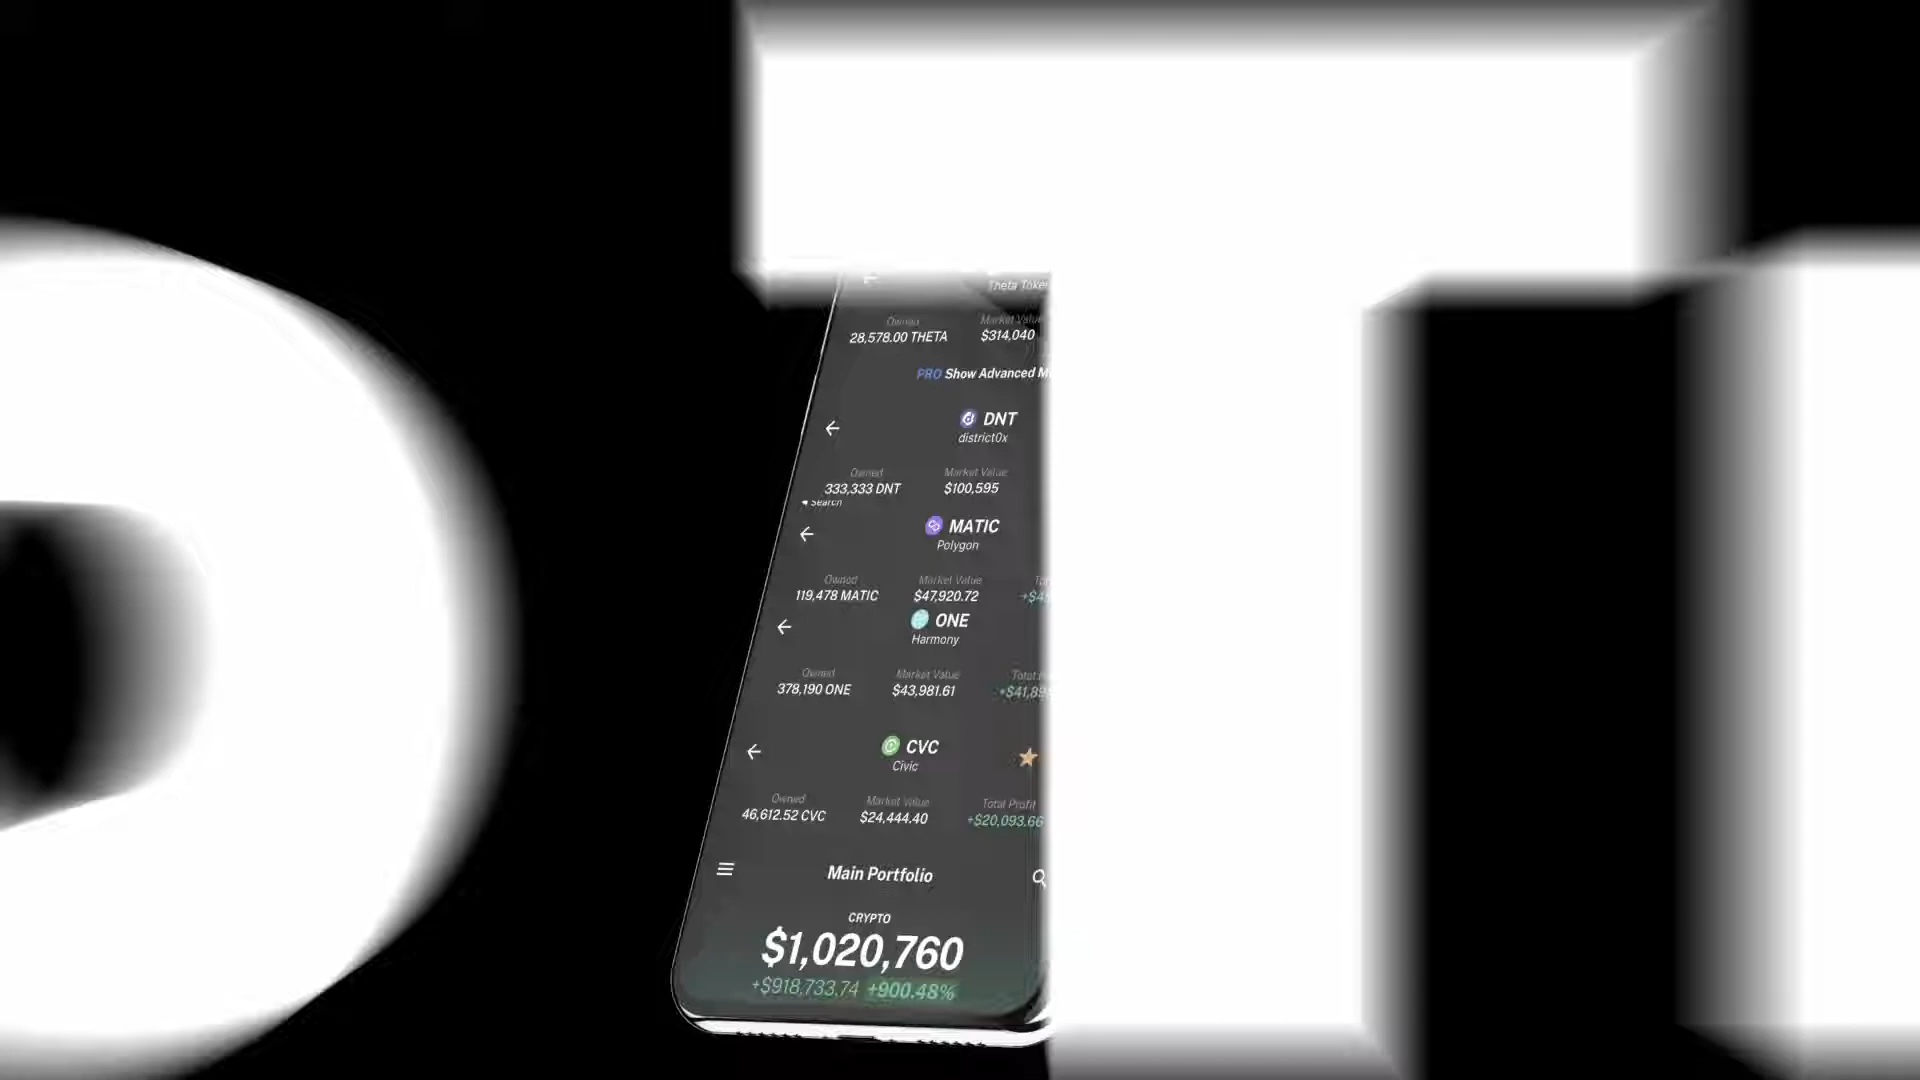 T
Owned Market Value
28,578.00 THETA $314,040
PRO Show Advanced
DNT
district0x
Owned Market Value
333,333 DNT $100,595
Search
MATIC
Polygon
Owned Market Value
119,478 MATIC $47,920.72
ONE
Harmony
Owned Market Value Total
378,190 ONE $43,981.61
CVC
Civic
Owned Market Value Total Profit
46,612.52 CVC $24,444.40 +$20,093.66
Main Portfolio
CRYPTO
$1,020,760
+$918,733.74 +900.48%